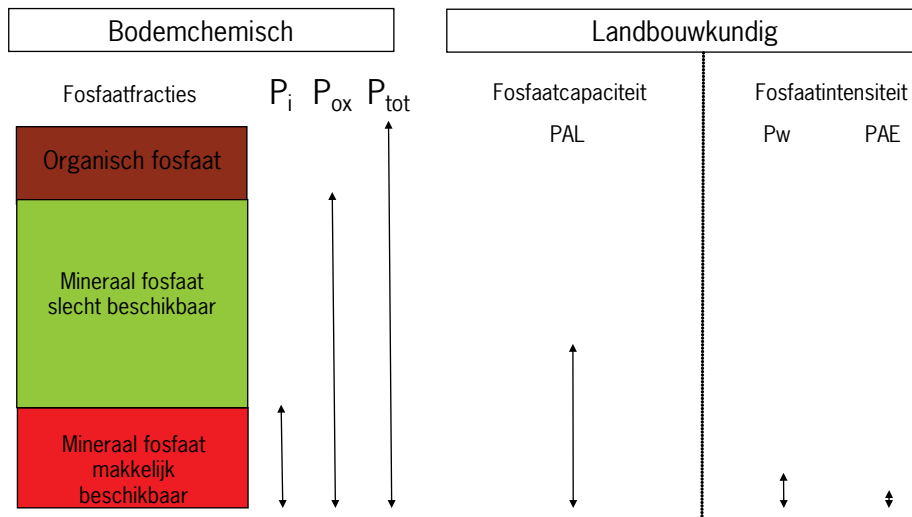 Bodemchemisch
Landbouwkundig
Fosfaatfracties
Pi
Pox
Ptot
Fosfaatcapaciteit
Fosfaatintensiteit
PAL
Pw
PAE
Organisch fosfaat
Mineraal fosfaat
slecht beschikbaar
Mineraal fosfaat
makkelijk
beschikbaar